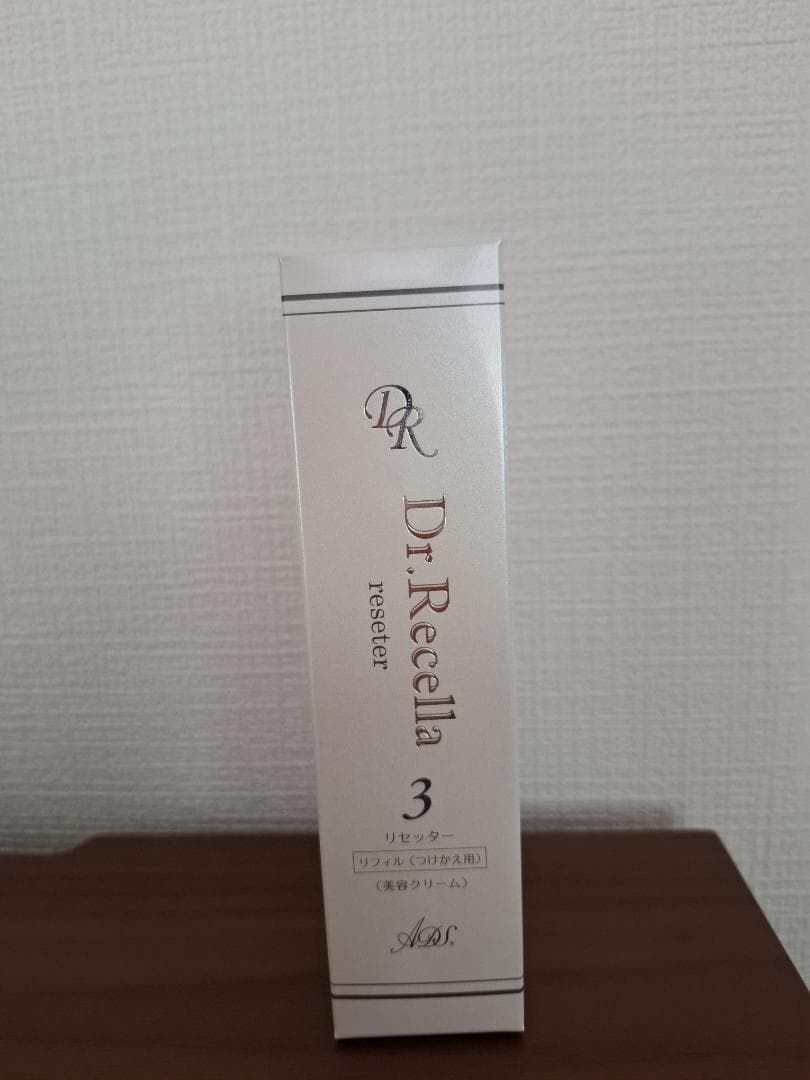 DR
Dr.Recella
reseter
3
リセッター
リフィル（つけかえ用）
（美容クリーム）
ADS®